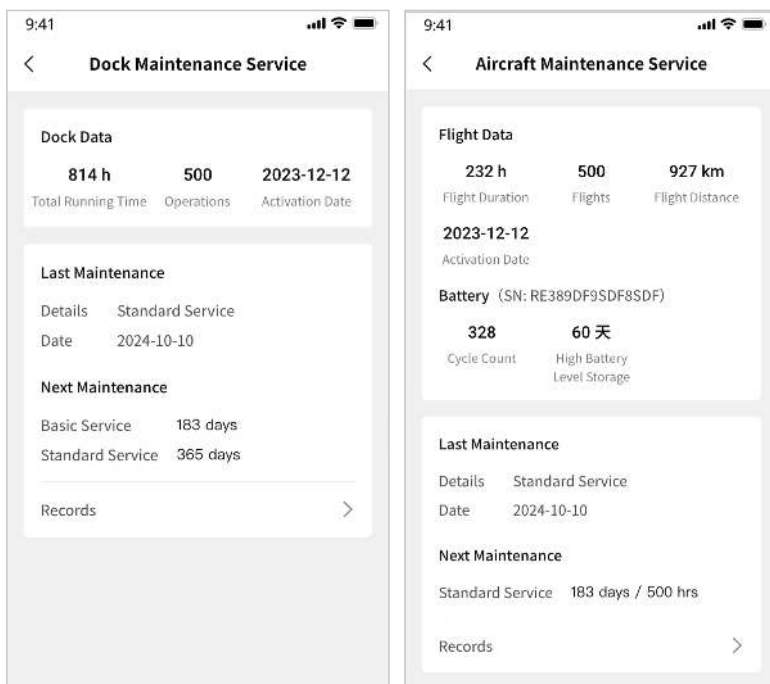 9:41
Dock Maintenance Service
Dock Data
814 h 500 2023-12-12
Total Running Time Operations Activation Date
Last Maintenance
Details Standard Service
Date 2024-10-10
Next Maintenance
Basic Service 183 days
Standard Service 365 days
Records
9:41
Aircraft Maintenance Service
Flight Data
232 h 500 927 km
Flight Duration Flights Flight Distance
2023-12-12
Activation Date
Battery（SN: RE389DF9SDF8SDF）
328 60 天
Cycle Count High Battery
Level Storage
Last Maintenance
Details Standard Service
Date 2024-10-10
Next Maintenance
Standard Service 183 days / 500 hrs
Records